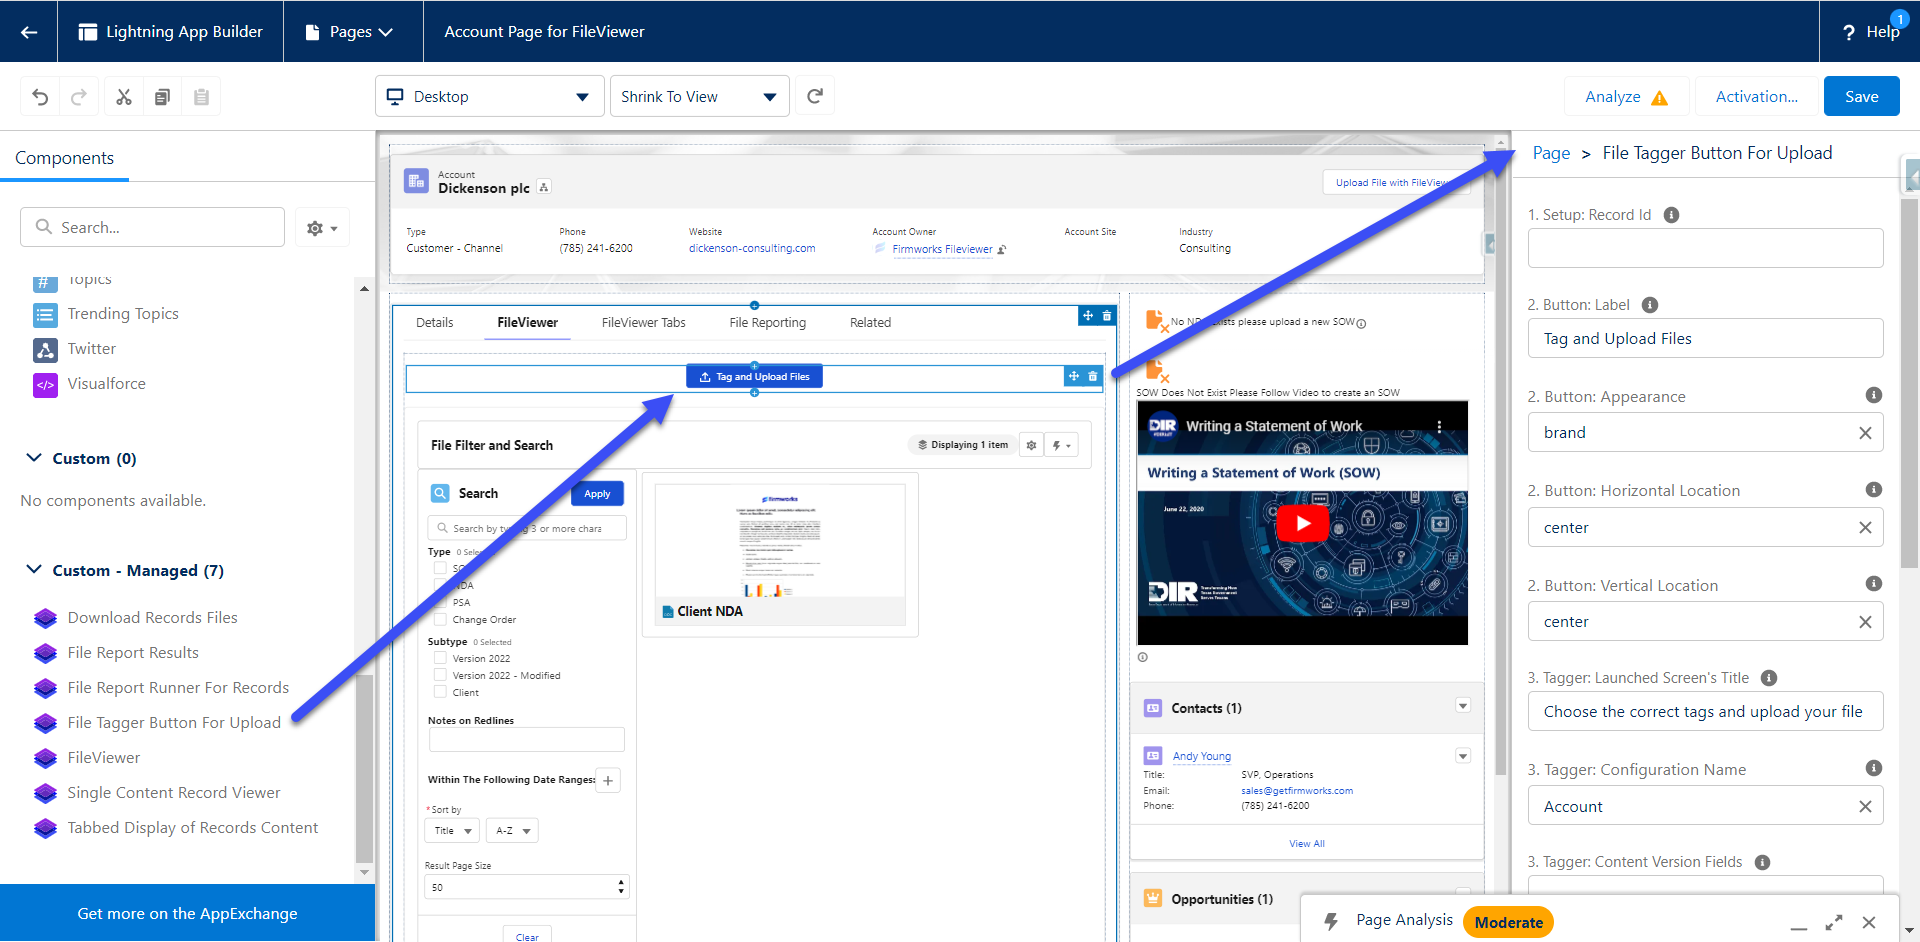 Lightning App Builder
Pages
Account Page for FileViewer
? Help
1
Desktop
Shrink To View
Analyze
Activation...
Save
Components
Search...
Topics
Trending Topics
Twitter
Visualforce
Custom (0)
No components available.
Custom - Managed (7)
Download Records Files
File Report Results
File Report Runner For Records
File Tagger Button For Upload
FileViewer
Single Content Record Viewer
Tabbed Display of Records Content
Get more on the AppExchange
Account
Dickenson plc
Upload File with FileView
Type
Customer - Channel
Phone
(785) 241-6200
Website
dickenson-consulting.com
Account Owner
Firmworks Fileviewer
Account Site
Industry
Consulting
Details
FileViewer
FileViewer Tabs
File Reporting
Related
Tag and Upload Files
File Filter and Search
Displaying 1 item
Search
Apply
Search by typing 3 or more chara
Type 0 Selec
NDA
PSA
Change Order
Subtype 0 Selected
Version 2022
Version 2022 - Modified
Client
Notes on Redlines
Within The Following Date Ranges:
*Sort by
Title
A-Z
Result Page Size
50
Clear
firmworks
Client NDA
exists please upload a new SOW
SOW Does Not Exist Please Follow Video to create an SOW
DIR
Writing a Statement of Work
Writing a Statement of Work (SOW)
June 22, 2020
DIR
Transforming How
Texas Government
Serves Texans
Contacts (1)
Andy Young
Title: SVP, Operations
Email: sales@getfirmworks.com
Phone: (785) 241-6200
View All
Opportunities (1)
Page > File Tagger Button For Upload
1. Setup: Record Id
2. Button: Label
Tag and Upload Files
2. Button: Appearance
brand
2. Button: Horizontal Location
center
2. Button: Vertical Location
center
3. Tagger: Launched Screen's Title
Choose the correct tags and upload your file
3. Tagger: Configuration Name
Account
3. Tagger: Content Version Fields
Page Analysis
Moderate